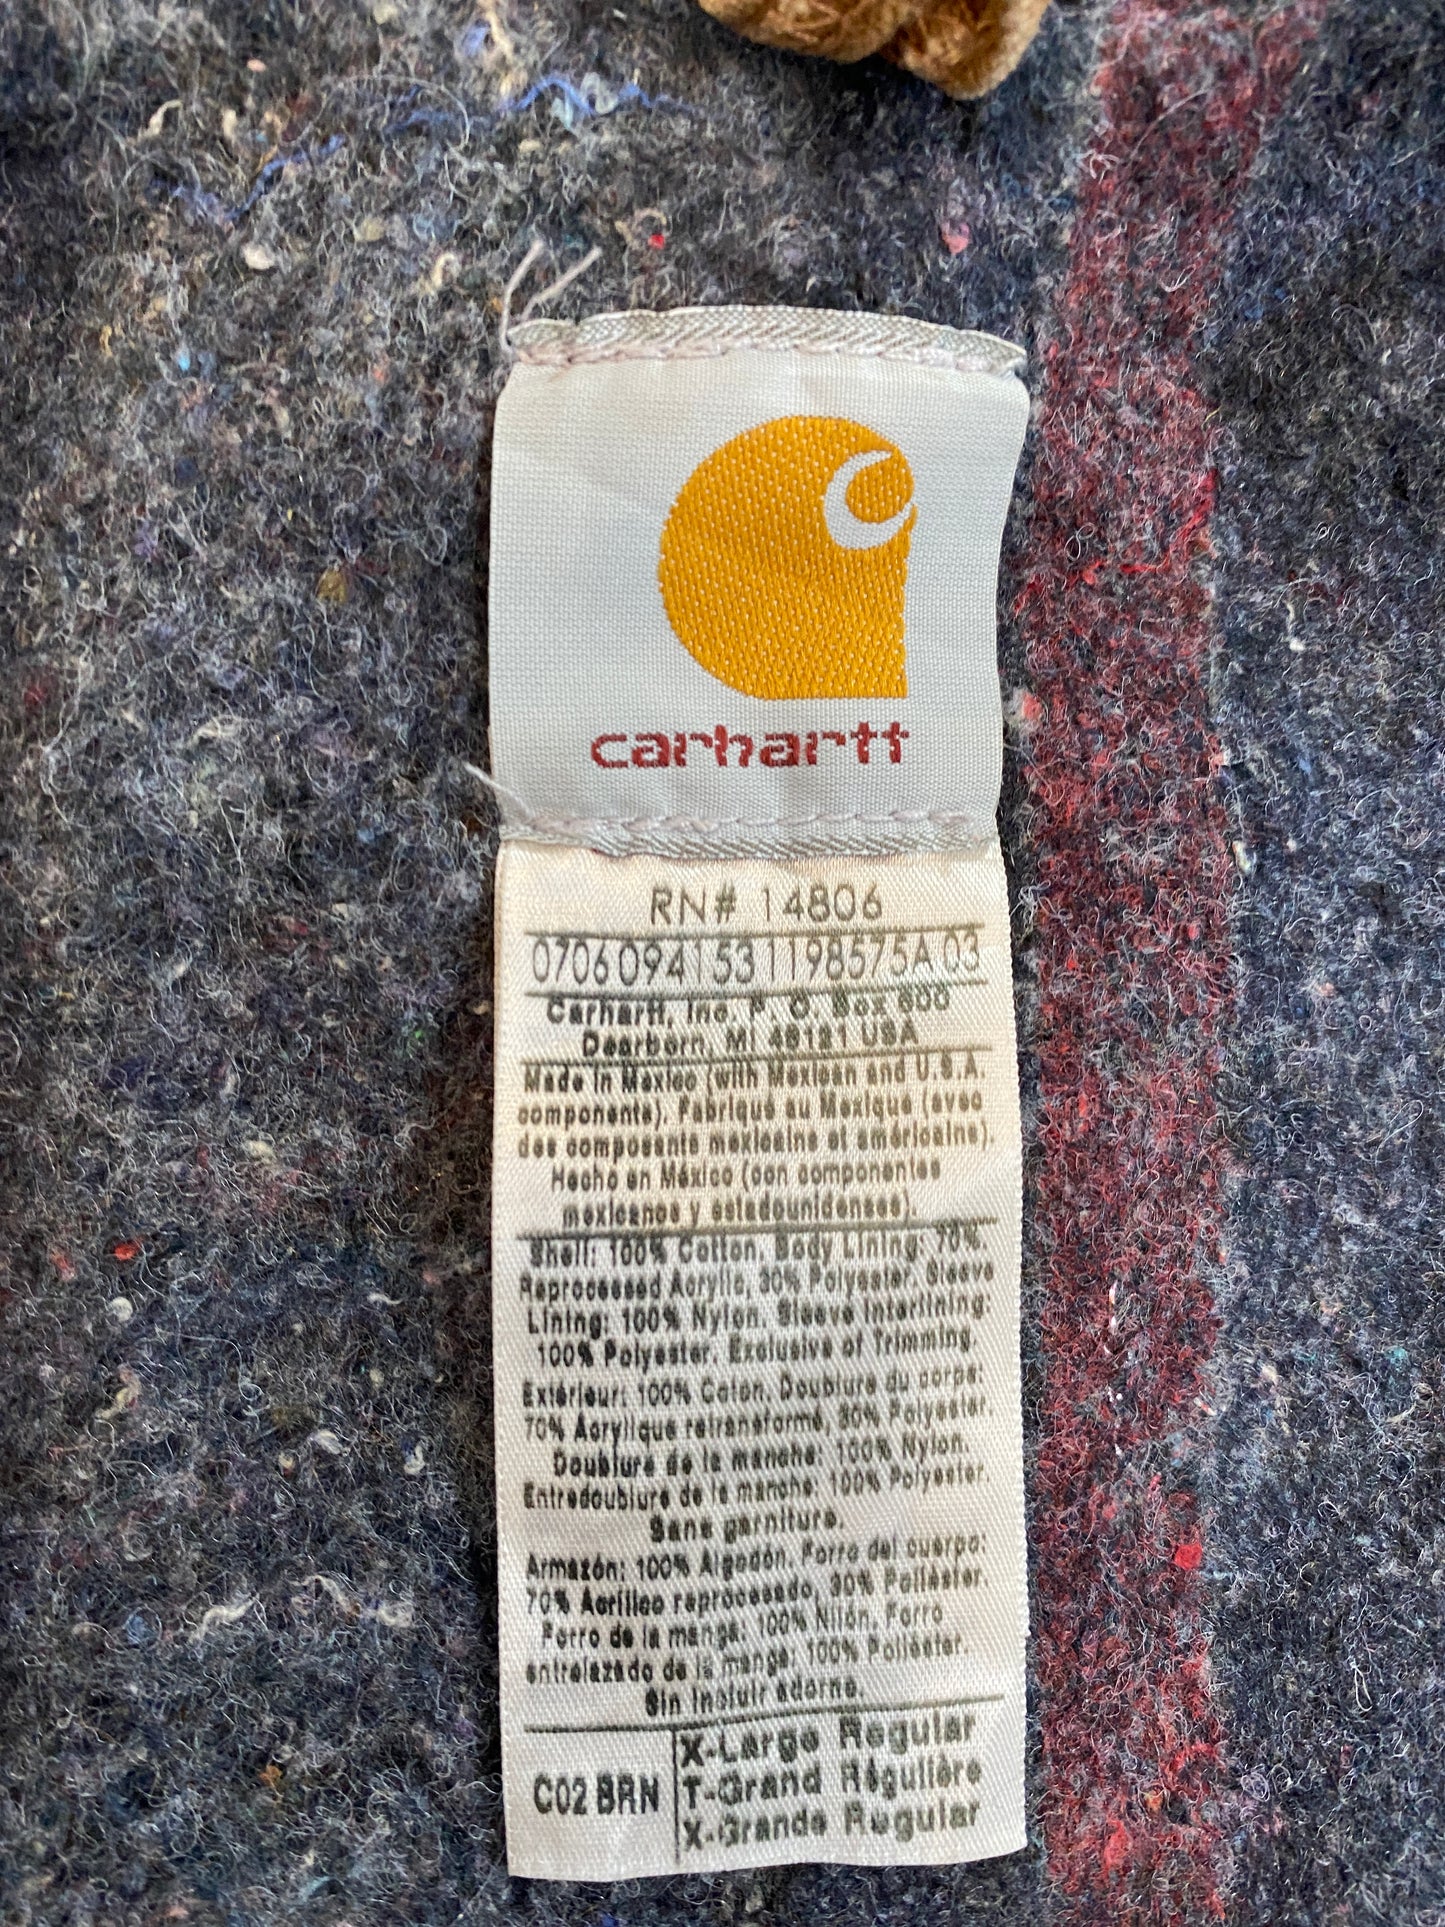 carhartt
RN# 14806
0706 094153 1198575A 03
Carhartt, Inc. P. O. Box 600
Dearborn, MI 48121 USA
Made in Mexico (with Mexican and U.S.A.
components). Fabriqué au Mexique (avec
des composants mexicains et américains).
Hecho en México (con componentes
mexicanos y estadounidenses).
Shell: 100% Cotton. Body Lining: 70%
Reprocessed Acrylic, 30% Polyester. Sleeve
Lining: 100% Nylon. Sleeve Interlining:
100% Polyester. Exclusive of Trimming.
Extérieur: 100% Coton. Doublure du corps:
70% Acrylique retransformé, 30% Polyester.
Doublure de la manche: 100% Nylon.
Entredoublure de la manche: 100% Polyester.
Sans garniture.
Armazón: 100% Algodón. Forro del cuerpo:
70% Acrílico reprocesado, 30% Poliéster.
Forro de la manga: 100% Nilón. Forro
entrelazado de la manga: 100% Poliéster.
Sin incluir adorno.
C02 BRN
X-Large Regular
T-Grand Régulière
X-Grande Regular